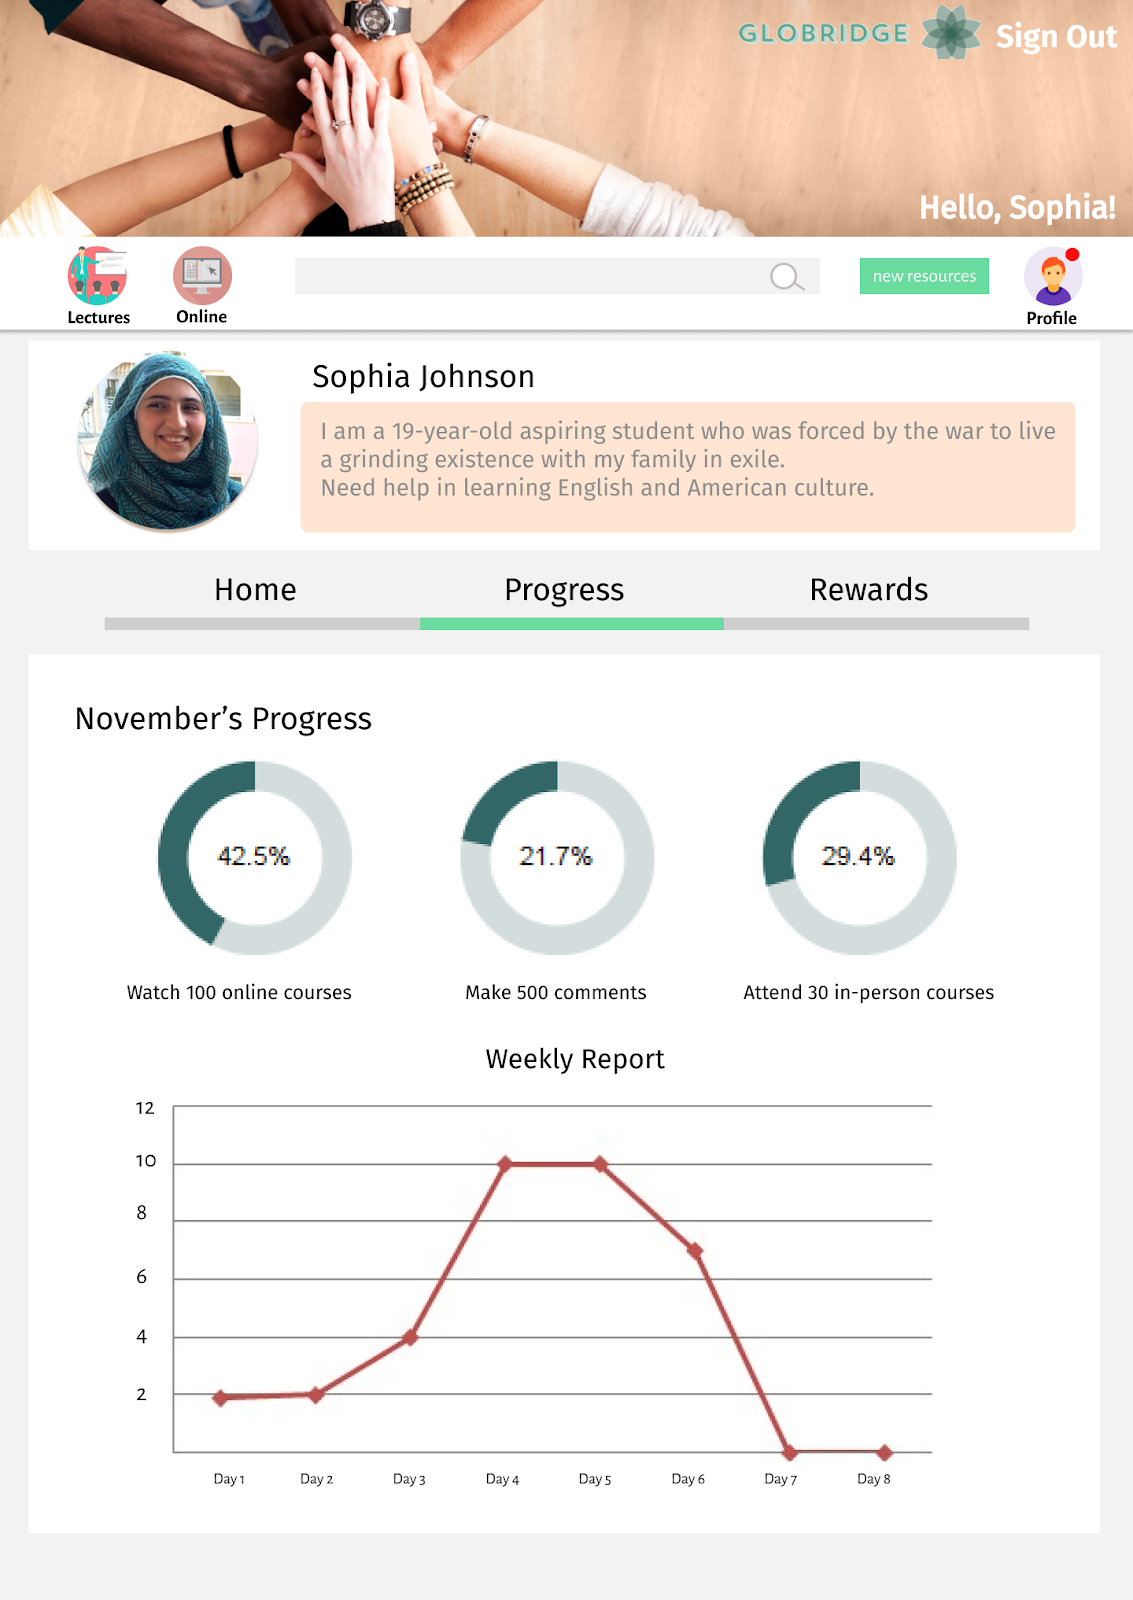 GLOBRIDGE
Sign Out
Hello, Sophia!
Lectures
Online
new resources
Profile
Sophia Johnson
I am a 19-year-old aspiring student who was forced by the war to live
a grinding existence with my family in exile.
Need help in learning English and American culture.
Home
Progress
Rewards
November’s Progress
42.5%
21.7%
29.4%
Watch 100 online courses
Make 500 comments
Attend 30 in-person courses
Weekly Report
12
10
8
6
4
2
Day 1
Day 2
Day 3
Day 4
Day 5
Day 6
Day 7
Day 8